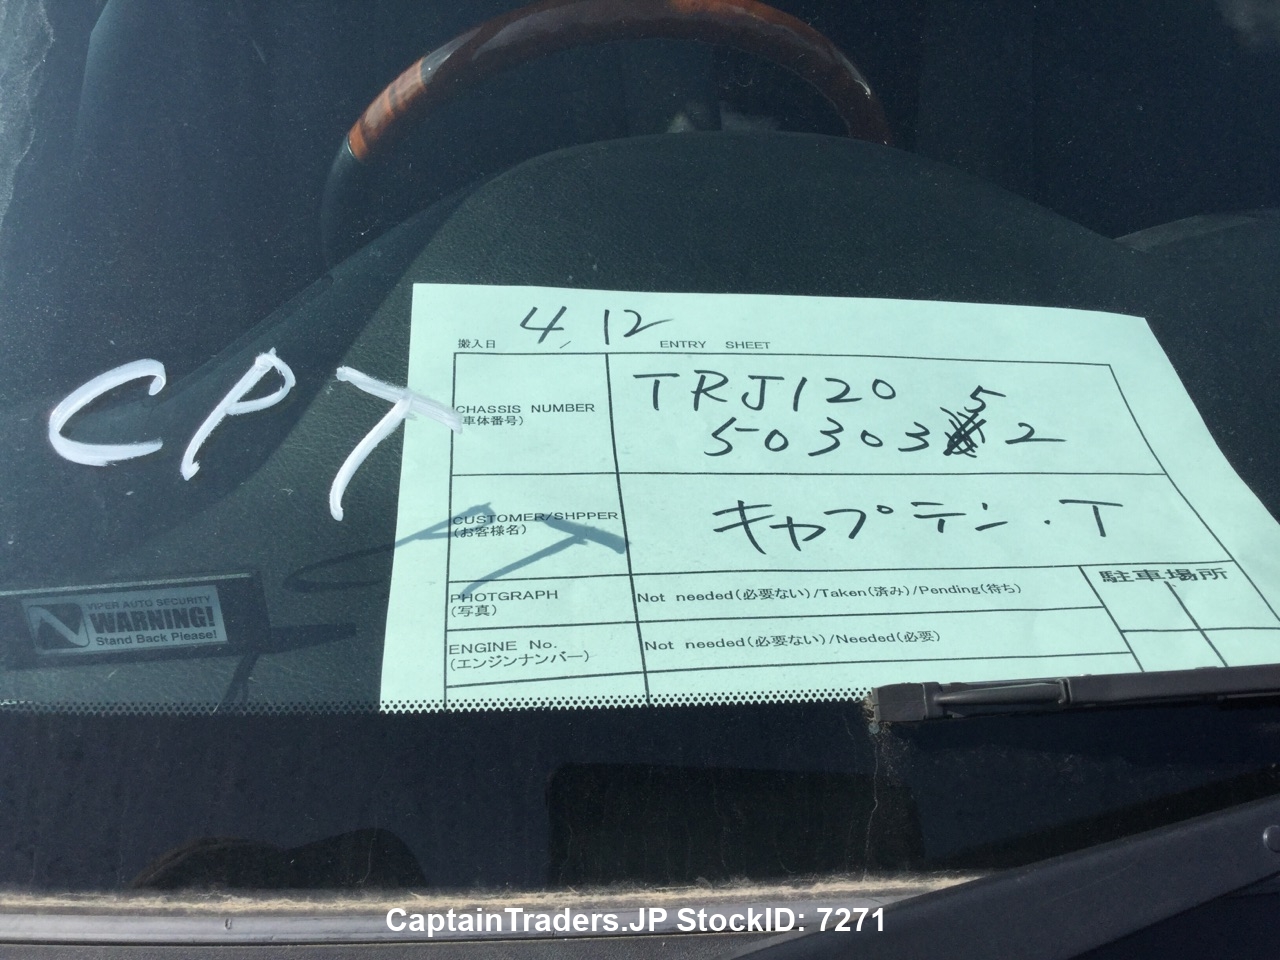 4, 12
搬入日 ENTRY SHEET
CHASSIS NUMBER
(車体番号)
TRJ120
5
503032
CPT
CUSTOMER/SHPPER
(お客様名)
キャプテン.T
PHOTGRAPH
(写真)
Not needed(必要ない)/Taken(済み)/Pending(待ち)
駐車場所
ENGINE No.
(エンジンナンバー)
Not needed(必要ない)/Needed(必要)
VIPER AUTO SECURITY
WARNING!
Stand Back Please!
CaptainTraders.JP StockID: 7271